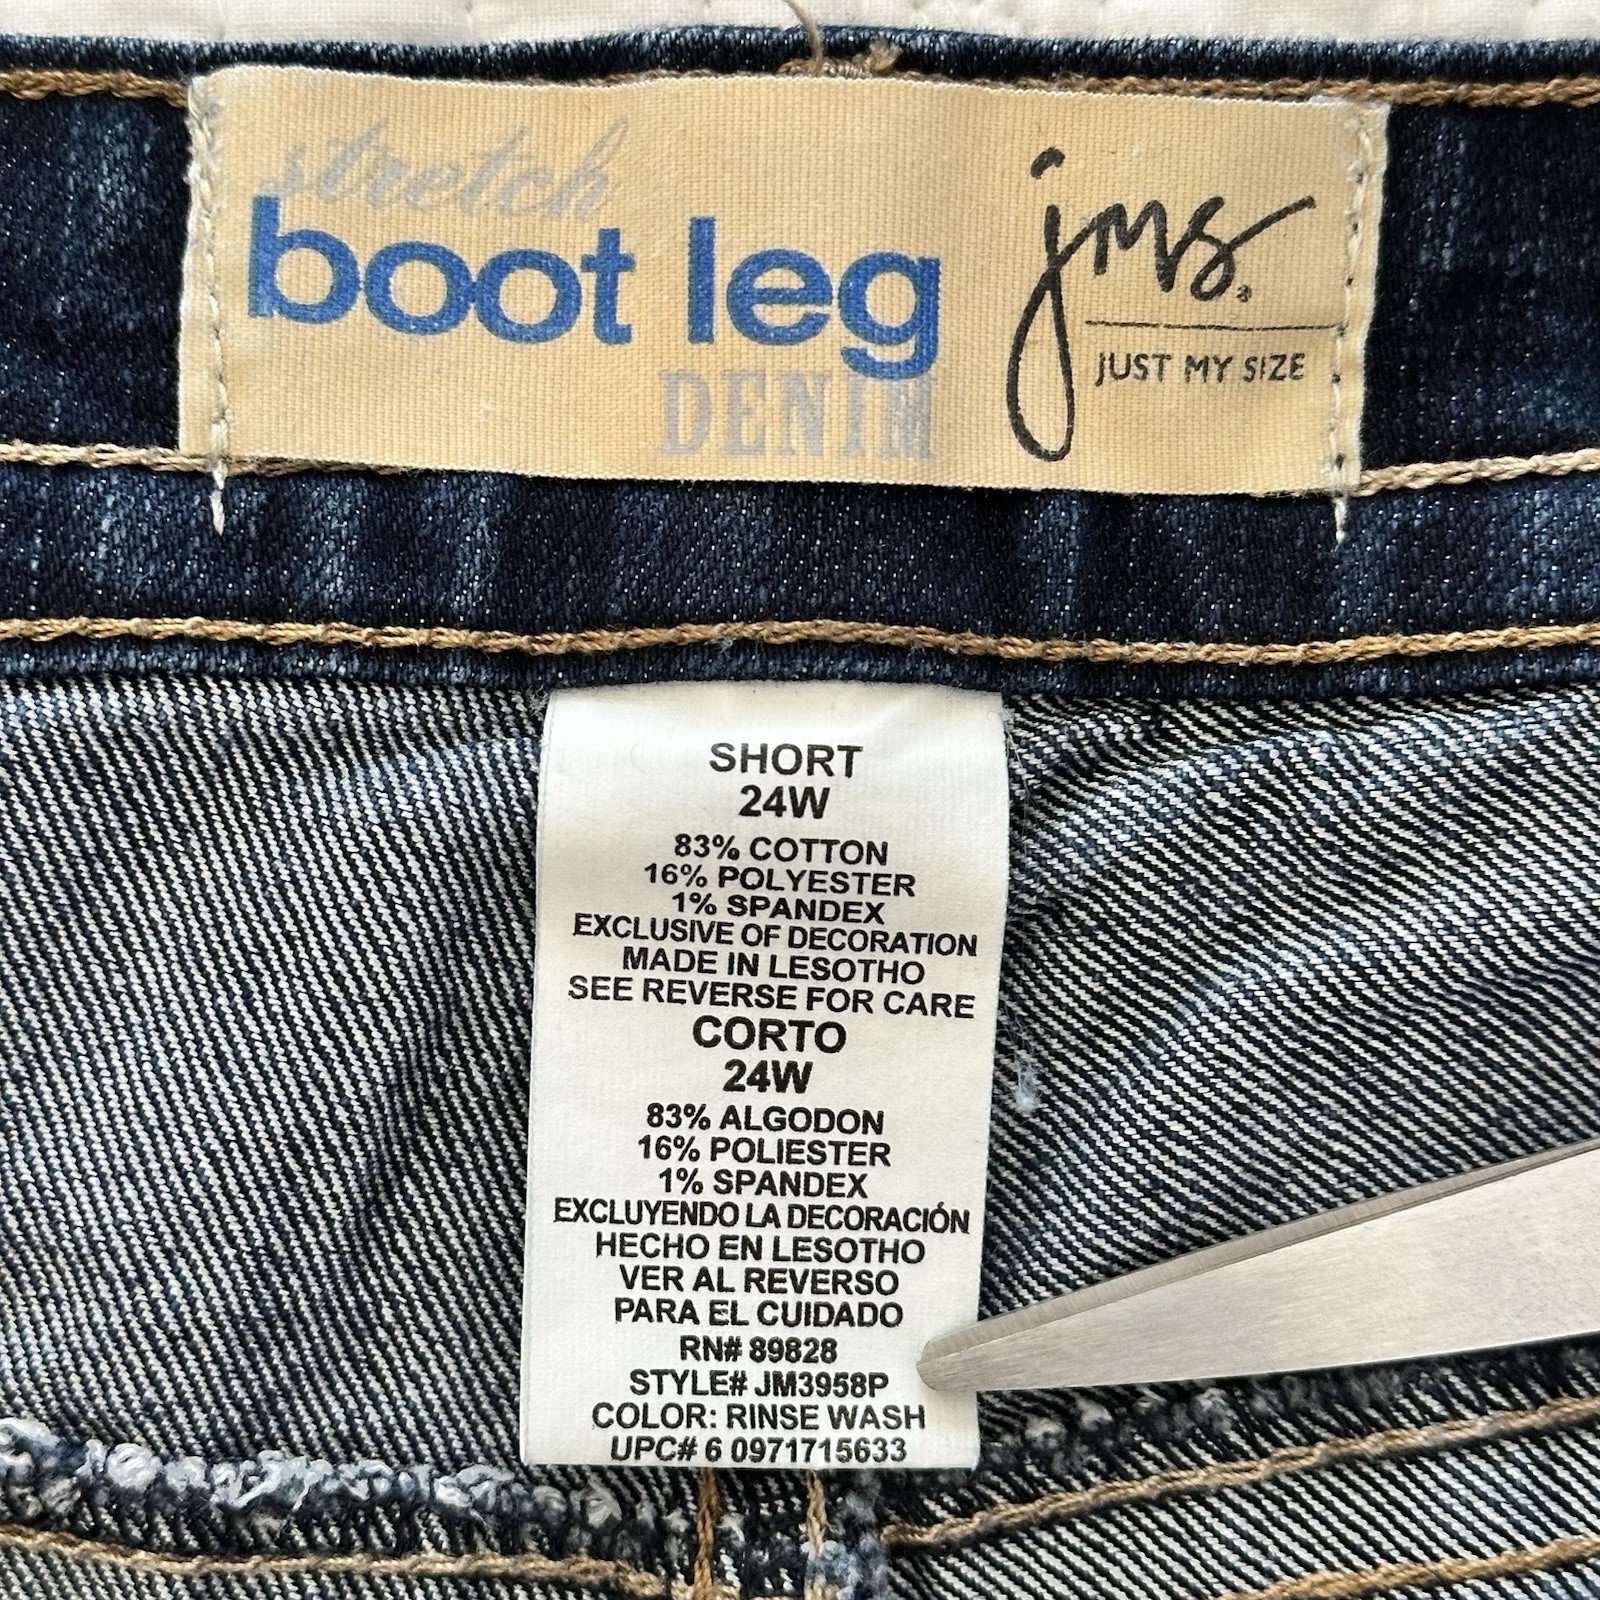 stretch
boot leg
DENIM
jms.
JUST MY SIZE
SHORT
24W
83% COTTON
16% POLYESTER
1% SPANDEX
EXCLUSIVE OF DECORATION
MADE IN LESOTHO
SEE REVERSE FOR CARE
CORTO
24W
83% ALGODON
16% POLIESTER
1% SPANDEX
EXCLUYENDO LA DECORACIÓN
HECHO EN LESOTHO
VER AL REVERSO
PARA EL CUIDADO
RN# 89828
STYLE# JM3958P
COLOR: RINSE WASH
UPC# 6 0971715633